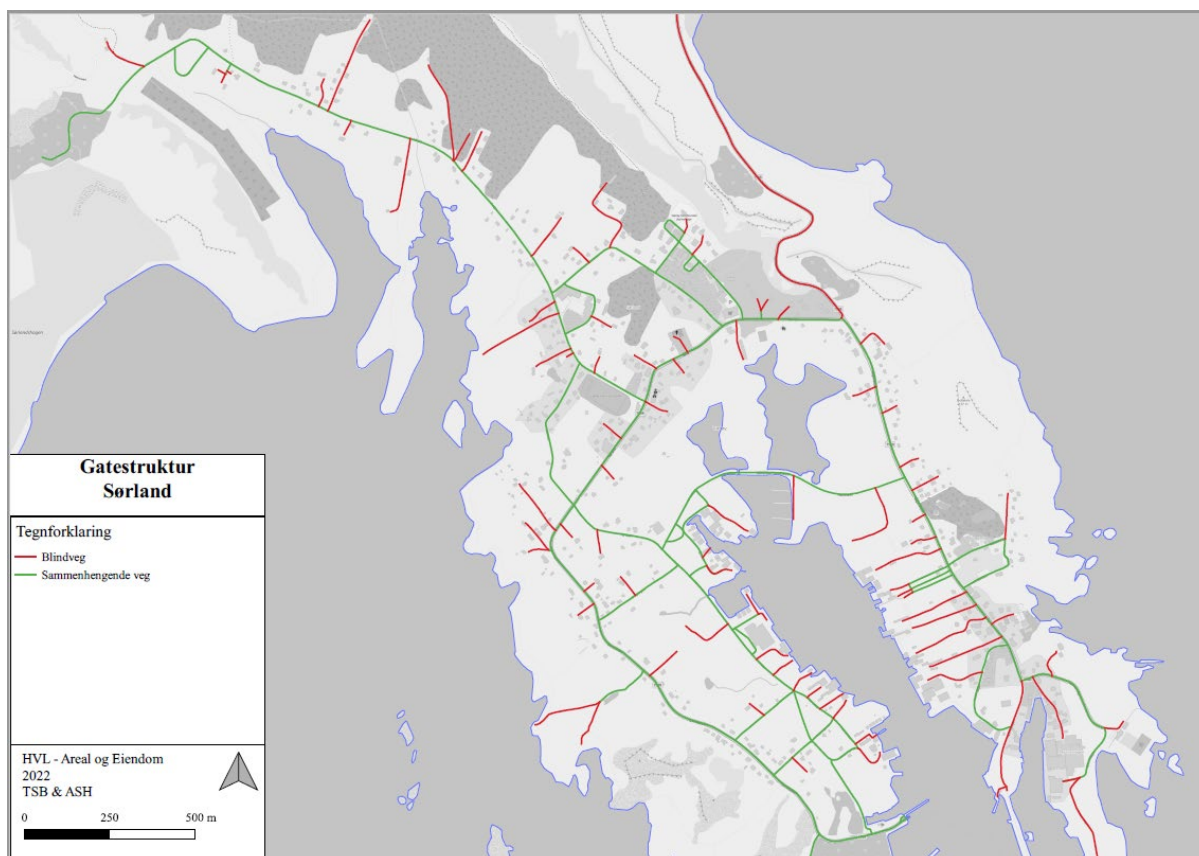 Gatestruktur
Sørland
Tegnforklaring
Blindveg
Sammenhengende veg
HVL - Areal og Eiendom
2022
TSB & ASH
0 250 500 m